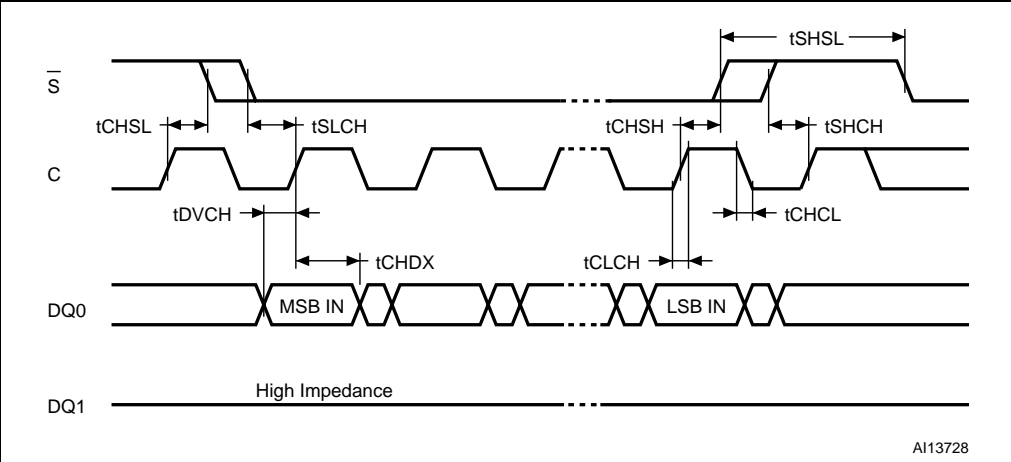 tSHSL
S̅
tCHSL
tSLCH
tCHSH
tSHCH
C
tDVCH
tCHCL
tCHDX
tCLCH
DQ0
MSB IN
LSB IN
High Impedance
DQ1
AI13728